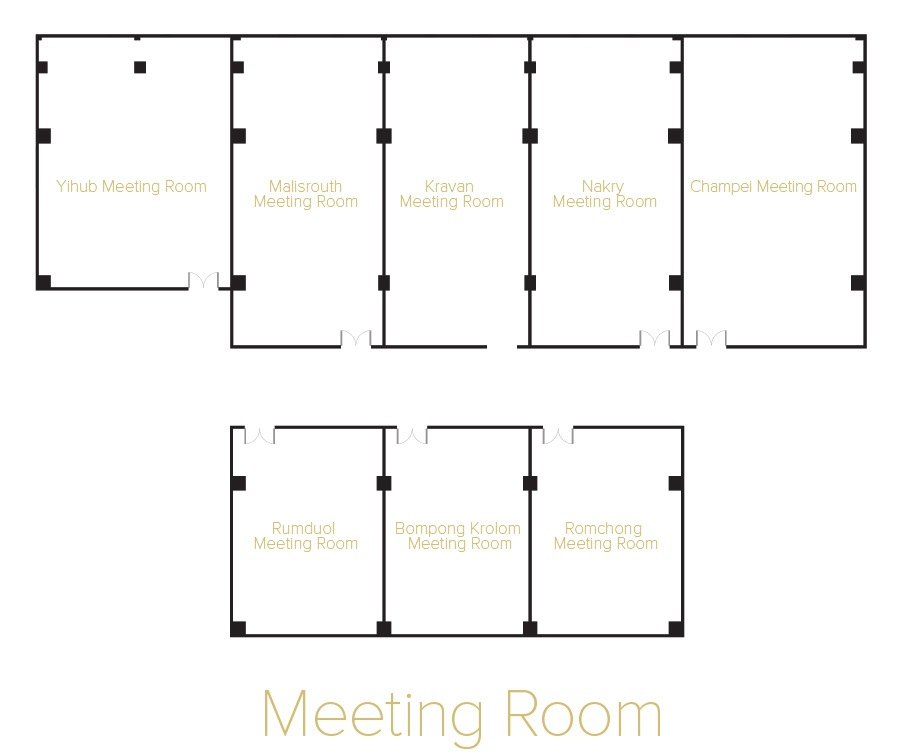 Yihub Meeting Room
Malisrouth
Meeting Room
Kravan
Meeting Room
Nakry
Meeting Room
Champei Meeting Room
Rumduol
Meeting Room
Bompong Krolom
Meeting Room
Romchong
Meeting Room
Meeting Room